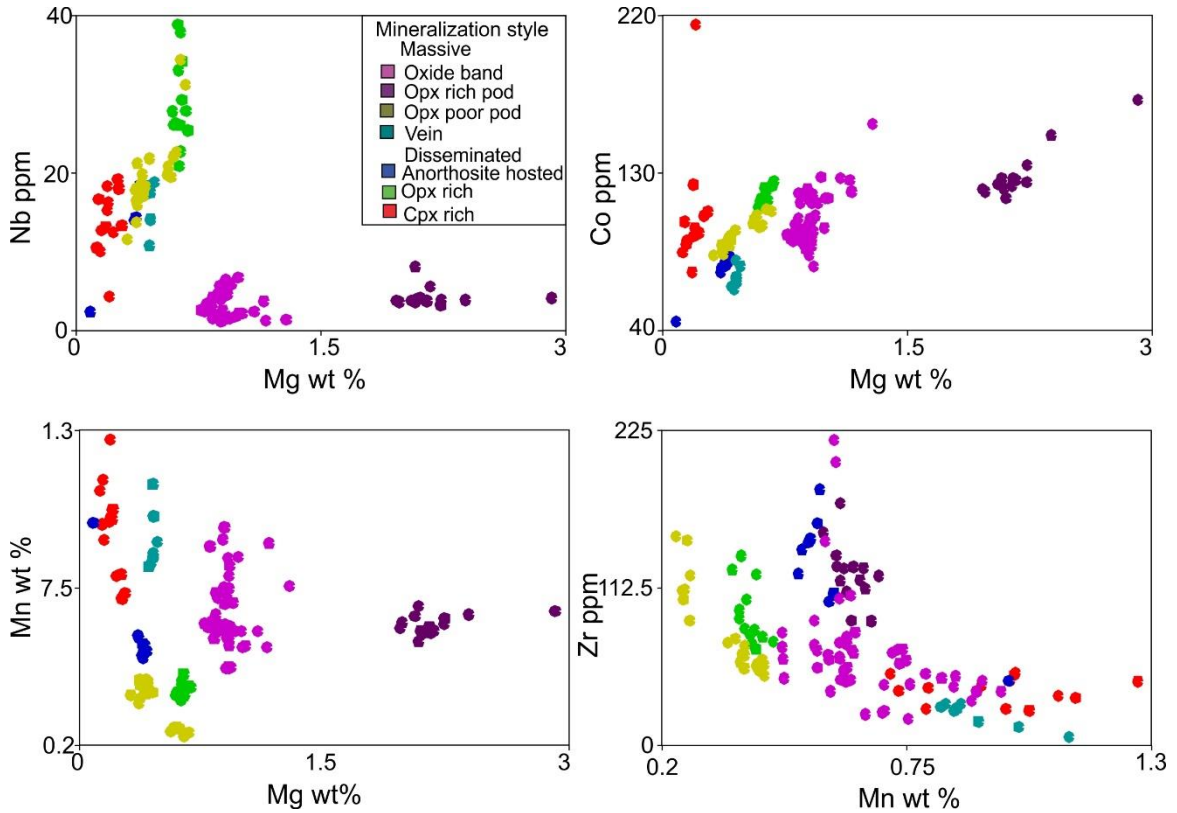 40
20
0
Nb ppm
0
1.5
3
Mg wt %
Mineralization style
Massive
Oxide band
Opx rich pod
Opx poor pod
Vein
Disseminated
Anorthosite hosted
Opx rich
Cpx rich
220
130
40
Co ppm
0
1.5
3
Mg wt %
1.3
7.5
0.2
Mn wt %
0
1.5
3
Mg wt%
225
112.5
0
Zr ppm
0.2
0.75
1.3
Mn wt %